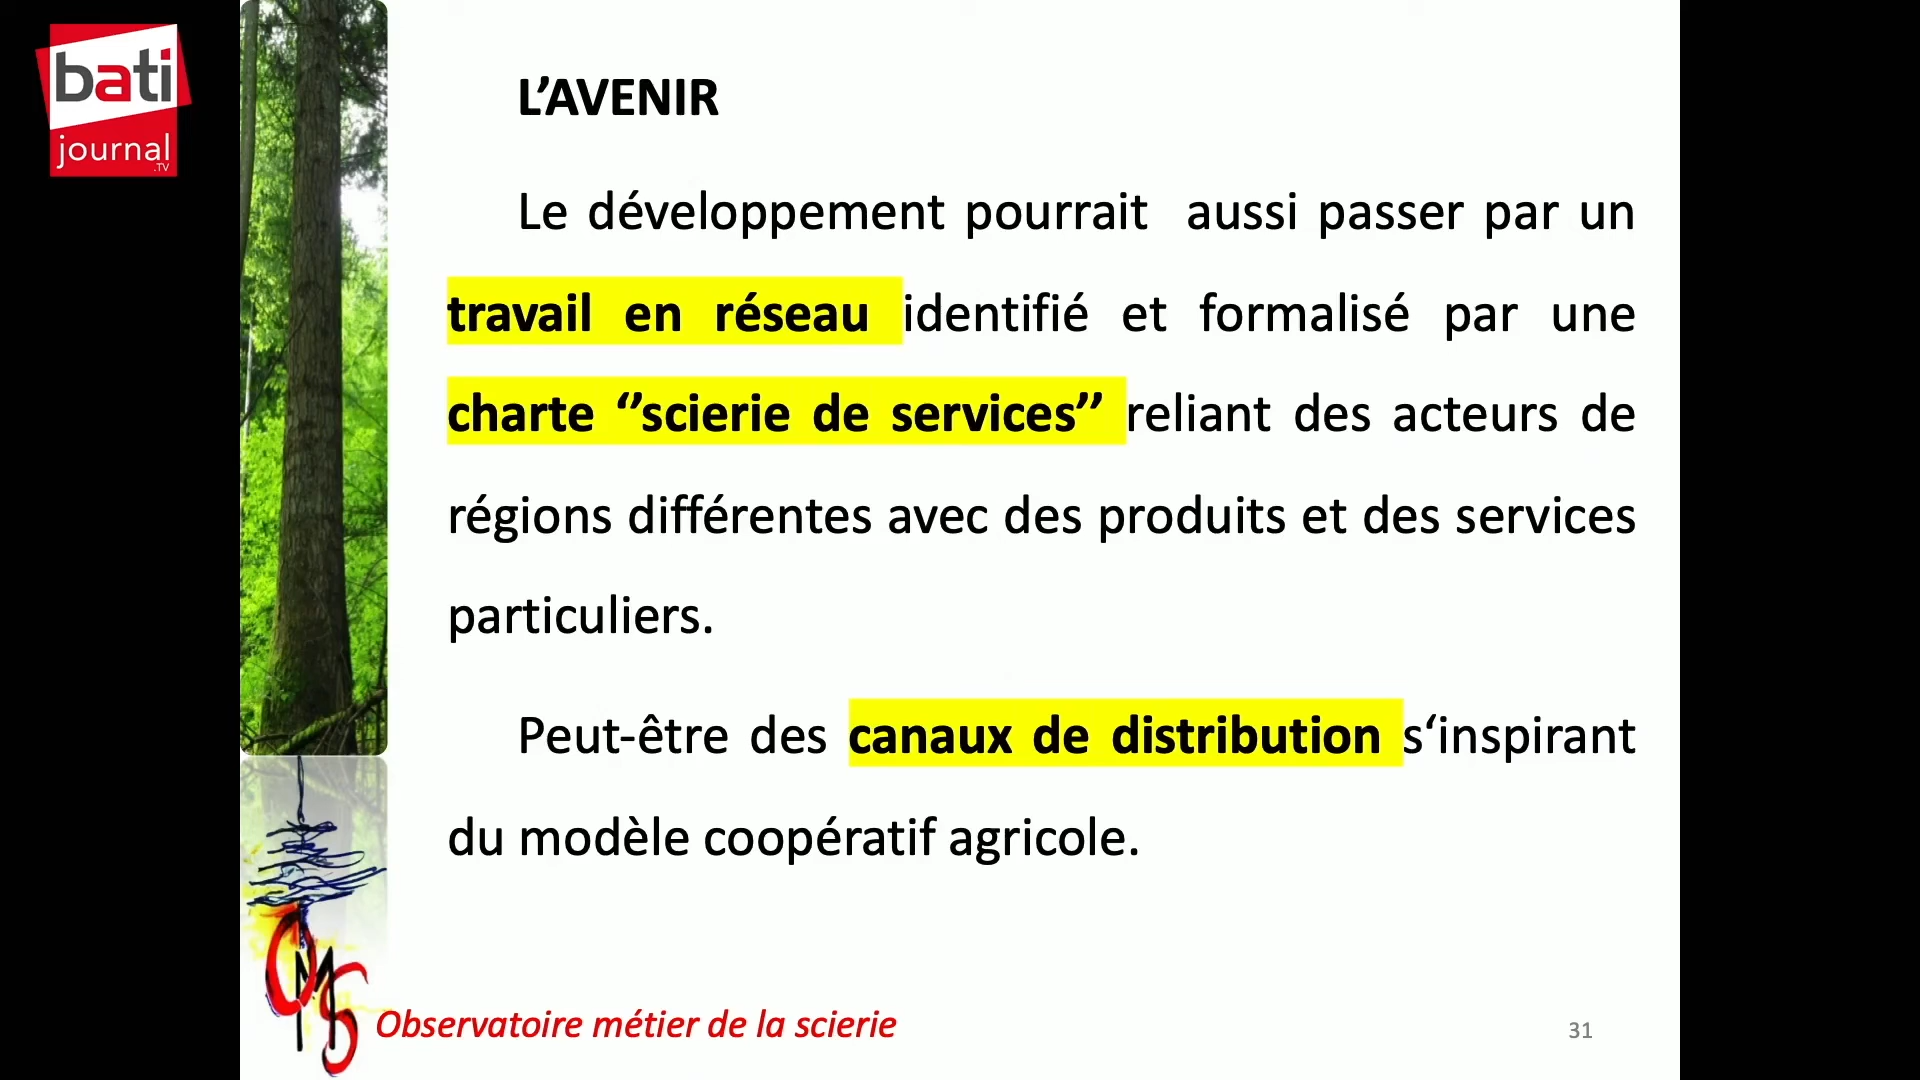 bati
journal
.TV
L’AVENIR
Le développement pourrait aussi passer par un
travail en réseau identifié et formalisé par une
charte ‘’scierie de services’’ reliant des acteurs de
régions différentes avec des produits et des services
particuliers.
Peut-être des canaux de distribution s‘inspirant
du modèle coopératif agricole.
OMS
Observatoire métier de la scierie
31